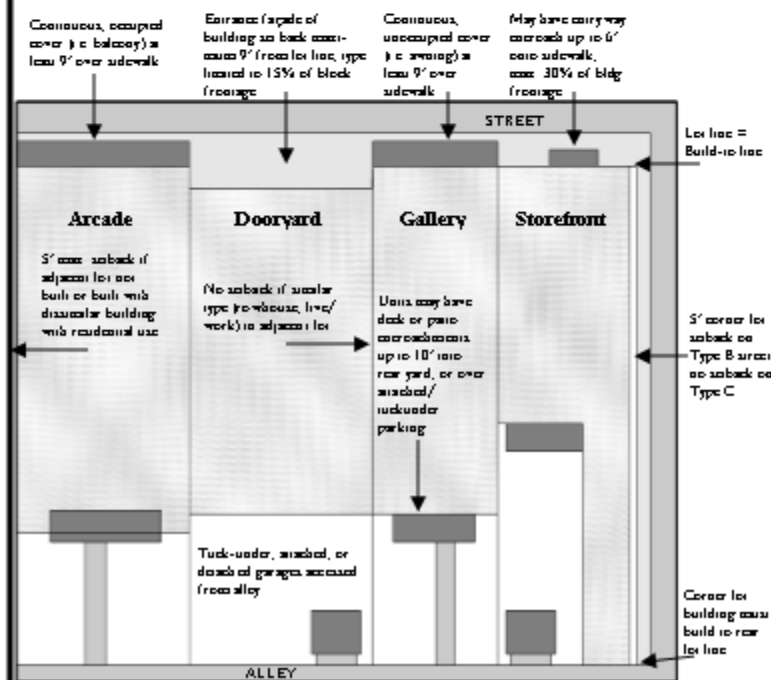 Continuous, occupied
cover (i.e. balcony) at
least 9' over sidewalk
Entrance façade of
building set back maxi-
mum 9' from lot line, type
limited to 15% of block
frontage
Continuous,
unoccupied cover
(i.e. awning) at
least 9' over
sidewalk
May have entryway
encroach up to 6'
onto sidewalk,
max. 30% of bldg
frontage
STREET
Lot line =
Build-to line
Arcade
Dooryard
Gallery
Storefront
5' max. setback if
adjacent lot not
built or built with
dissimilar building
with residential use
No setback if similar
type (rowhouse, live/
work) in adjacent lot
Units may have
deck or patio
encroachments
up to 10' into
rear yard, or over
attached/
tuckunder
parking
5' corner lot
setback on
Type B street
no setback on
Type C
Tuck-under, attached, or
detached garages accessed
from alley
Corner lot
building must
build to rear
lot line
ALLEY